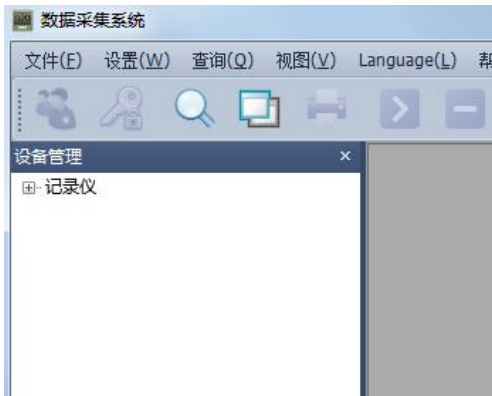 数据采集系统
文件(F) 设置(W) 查询(Q) 视图(V) Language(L) 帮
设备管理
记录仪